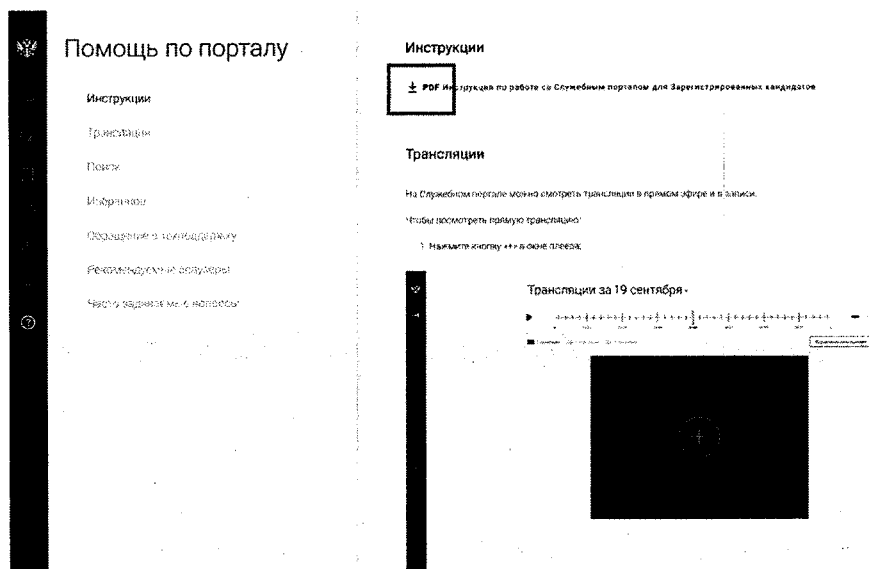 Помощь по порталу
Инструкции
Трансляции
Поиск
Избранное
Обращение в техподдержку
Рекомендуемые браузеры
Часто задаваемые вопросы
Инструкции
PDF Инструкция по работе со Служебным порталом для Зарегистрированных кандидатов
Трансляции
На Служебном портале можно смотреть трансляции в прямом эфире и в записи.
Чтобы посмотреть прямую трансляцию:
1. Нажмите кнопку «+» в окне плеера;
Трансляции за 19 сентября